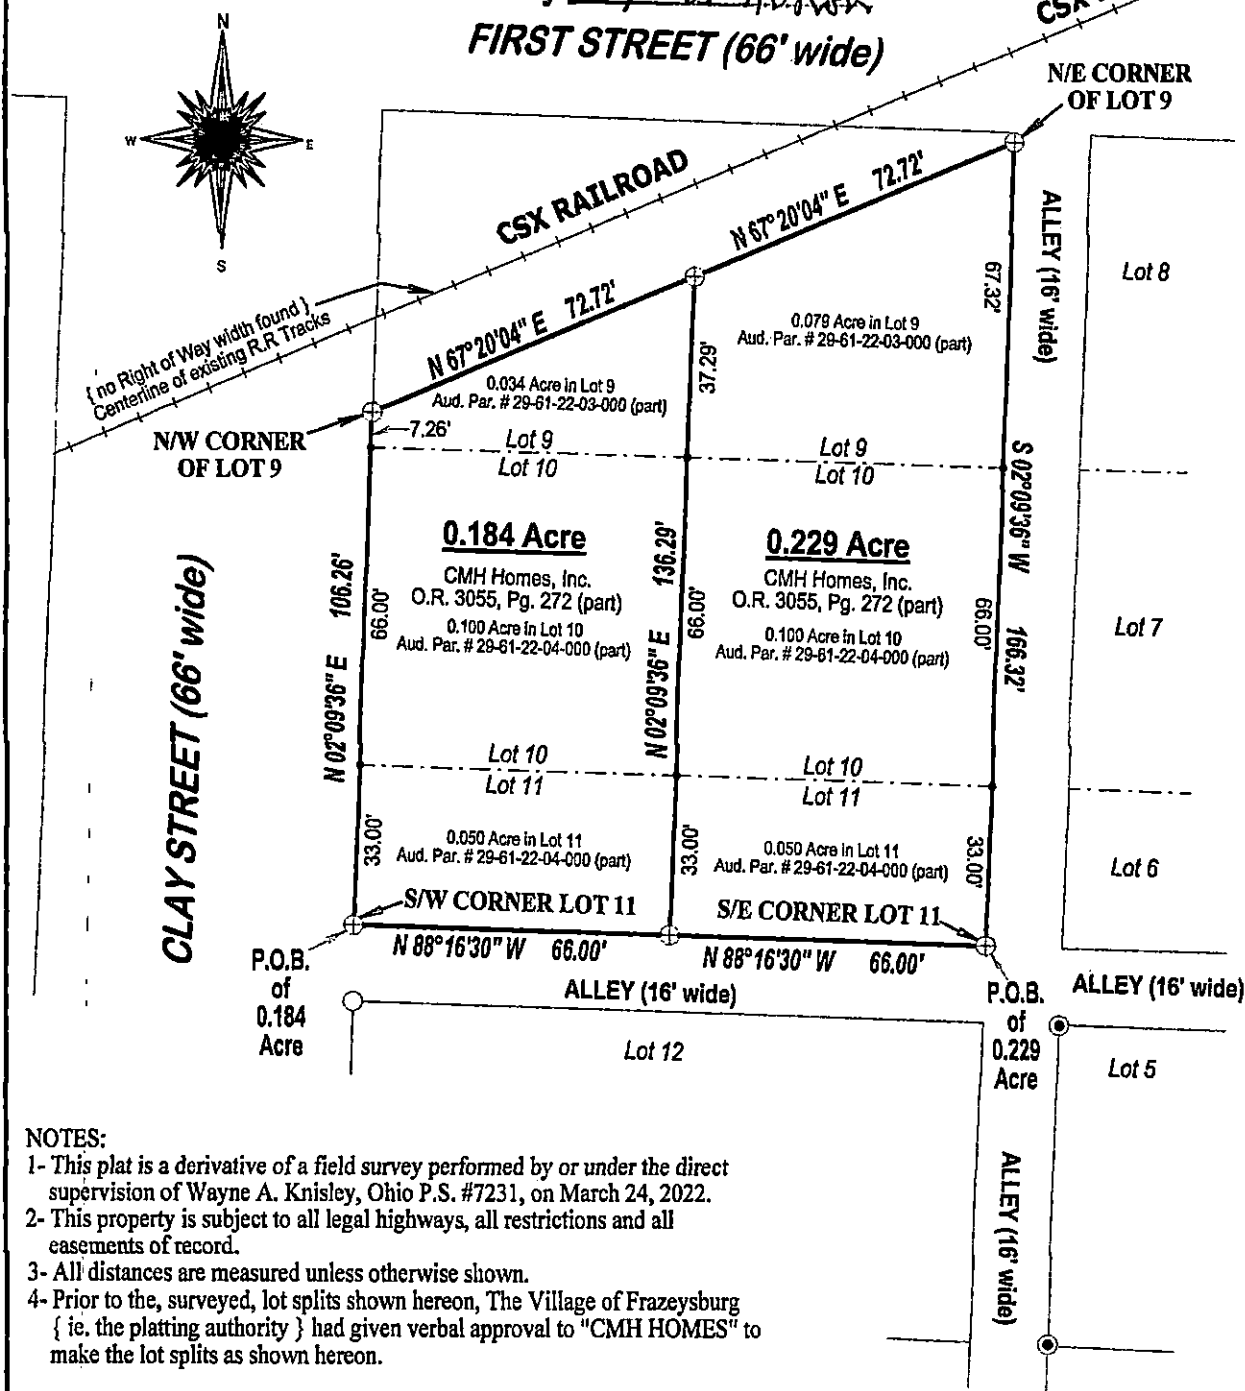 FIRST STREET (66' wide)
N
W
E
S
CSX
N/E CORNER
OF LOT 9
CSX RAILROAD
N 67°20'04" E 72.72'
N 67°20'04" E 72.72'
{ no Right of Way width found }
Centerline of existing R.R Tracks
ALLEY (16' wide)
Lot 8
67.32'
0.079 Acre in Lot 9
Aud. Par. # 29-61-22-03-000 (part)
37.29'
0.034 Acre in Lot 9
Aud. Par. # 29-61-22-03-000 (part)
N/W CORNER
OF LOT 9
7.26'
Lot 9
Lot 10
Lot 9
Lot 10
S 02°09'36" W 166.32'
0.184 Acre
CMH Homes, Inc.
O.R. 3055, Pg. 272 (part)
0.100 Acre in Lot 10
Aud. Par. # 29-61-22-04-000 (part)
0.229 Acre
CMH Homes, Inc.
O.R. 3055, Pg. 272 (part)
0.100 Acre in Lot 10
Aud. Par. # 29-61-22-04-000 (part)
N 02°09'36" E 106.26'
66.00'
N 02°09'36" E 136.29'
66.00'
66.00'
Lot 7
CLAY STREET (66' wide)
Lot 10
Lot 11
Lot 10
Lot 11
33.00'
0.050 Acre in Lot 11
Aud. Par. # 29-61-22-04-000 (part)
33.00'
0.050 Acre in Lot 11
Aud. Par. # 29-61-22-04-000 (part)
33.00'
Lot 6
S/W CORNER LOT 11
S/E CORNER LOT 11
N 88°16'30" W 66.00'
N 88°16'30" W 66.00'
P.O.B.
of
0.184
Acre
ALLEY (16' wide)
P.O.B.
of
0.229
Acre
ALLEY (16' wide)
Lot 12
Lot 5
ALLEY (16' wide)
NOTES:
1- This plat is a derivative of a field survey performed by or under the direct
supervision of Wayne A. Knisley, Ohio P.S. #7231, on March 24, 2022.
2- This property is subject to all legal highways, all restrictions and all
easements of record.
3- All distances are measured unless otherwise shown.
4- Prior to the, surveyed, lot splits shown hereon, The Village of Frazeysburg
{ ie. the platting authority } had given verbal approval to "CMH HOMES" to
make the lot splits as shown hereon.